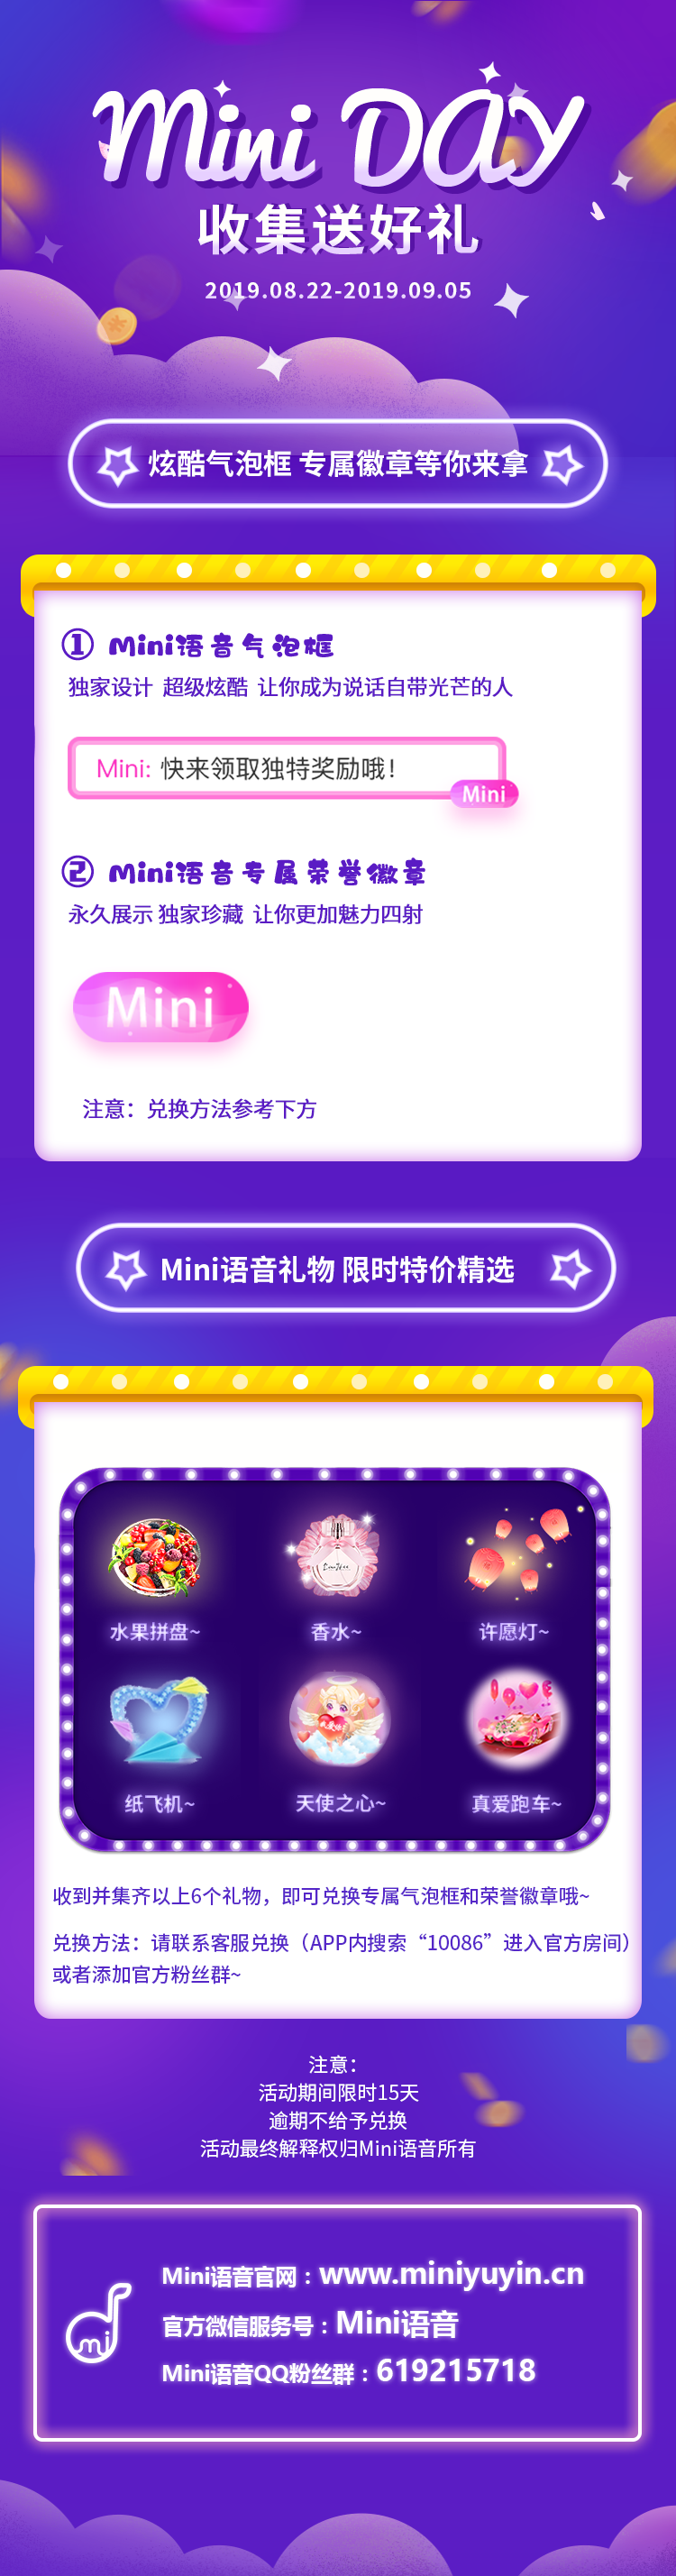 Mini DAY
收集送好礼
2019.08.22-2019.09.05
炫酷气泡框 专属徽章等你来拿
① Mini语音气泡框
独家设计 超级炫酷 让你成为说话自带光芒的人
Mini: 快来领取独特奖励哦!
Mini
② Mini语音专属荣誉徽章
永久展示 独家珍藏 让你更加魅力四射
Mini
注意：兑换方法参考下方
Mini语音礼物 限时特价精选
水果拼盘~
香水~
许愿灯~
LOVE
纸飞机~
天使之心~
真爱跑车~
收到并集齐以上6个礼物，即可兑换专属气泡框和荣誉徽章哦~
兑换方法：请联系客服兑换（APP内搜索“10086”进入官方房间）
或者添加官方粉丝群~
注意：
活动期间限时15天
逾期不给予兑换
活动最终解释权归Mini语音所有
mi
Mini语音官网：www.miniyuyin.cn
官方微信服务号：Mini语音
Mini语音QQ粉丝群：619215718